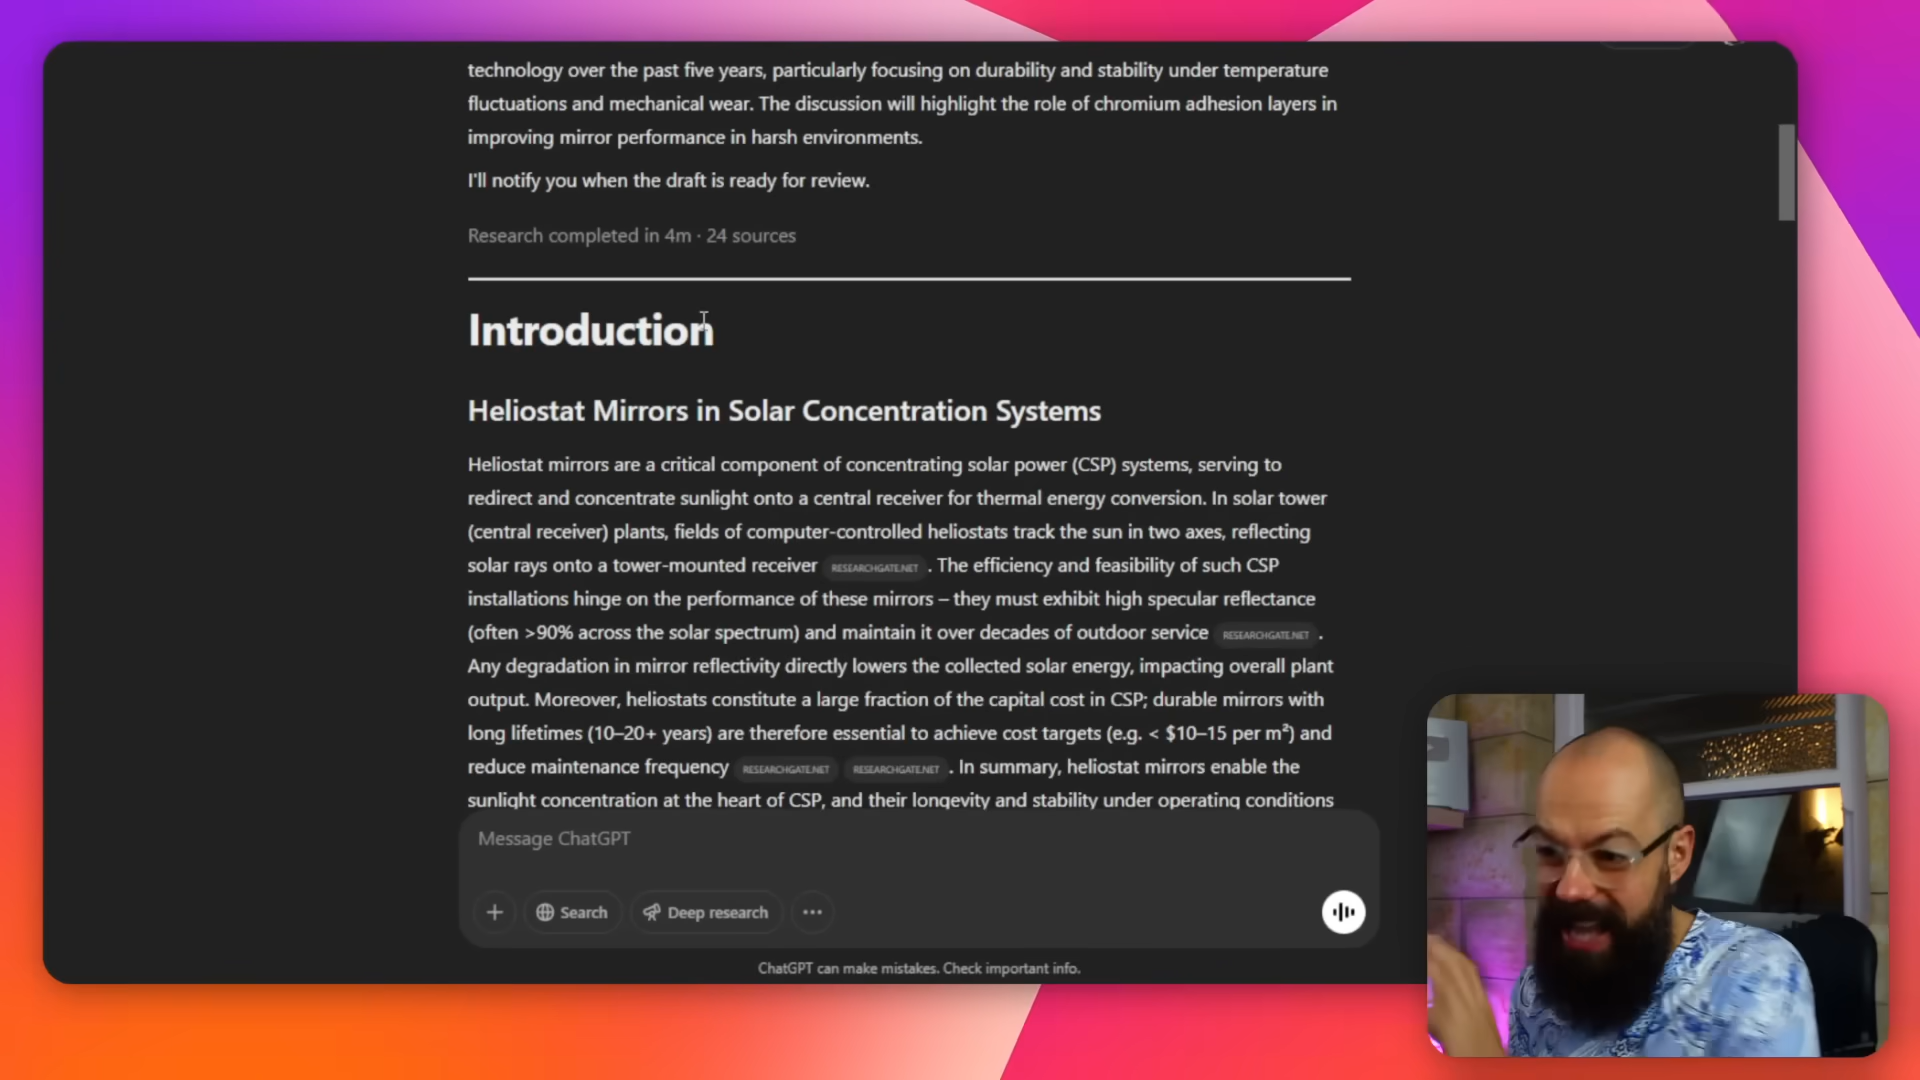 technology over the past five years, particularly focusing on durability and stability under temperature
fluctuations and mechanical wear. The discussion will highlight the role of chromium adhesion layers in
improving mirror performance in harsh environments.
I'll notify you when the draft is ready for review.
Research completed in 4m · 24 sources
Introduction
Heliostat Mirrors in Solar Concentration Systems
Heliostat mirrors are a critical component of concentrating solar power (CSP) systems, serving to
redirect and concentrate sunlight onto a central receiver for thermal energy conversion. In solar tower
(central receiver) plants, fields of computer-controlled heliostats track the sun in two axes, reflecting
solar rays onto a tower-mounted receiver RESEARCHGATE.NET . The efficiency and feasibility of such CSP
installations hinge on the performance of these mirrors – they must exhibit high specular reflectance
(often >90% across the solar spectrum) and maintain it over decades of outdoor service RESEARCHGATE.NET .
Any degradation in mirror reflectivity directly lowers the collected solar energy, impacting overall plant
output. Moreover, heliostats constitute a large fraction of the capital cost in CSP; durable mirrors with
long lifetimes (10–20+ years) are therefore essential to achieve cost targets (e.g. < $10–15 per m²) and
reduce maintenance frequency RESEARCHGATE.NET RESEARCHGATE.NET . In summary, heliostat mirrors enable the
sunlight concentration at the heart of CSP, and their longevity and stability under operating conditions
Message ChatGPT
Search
Deep research
ChatGPT can make mistakes. Check important info.